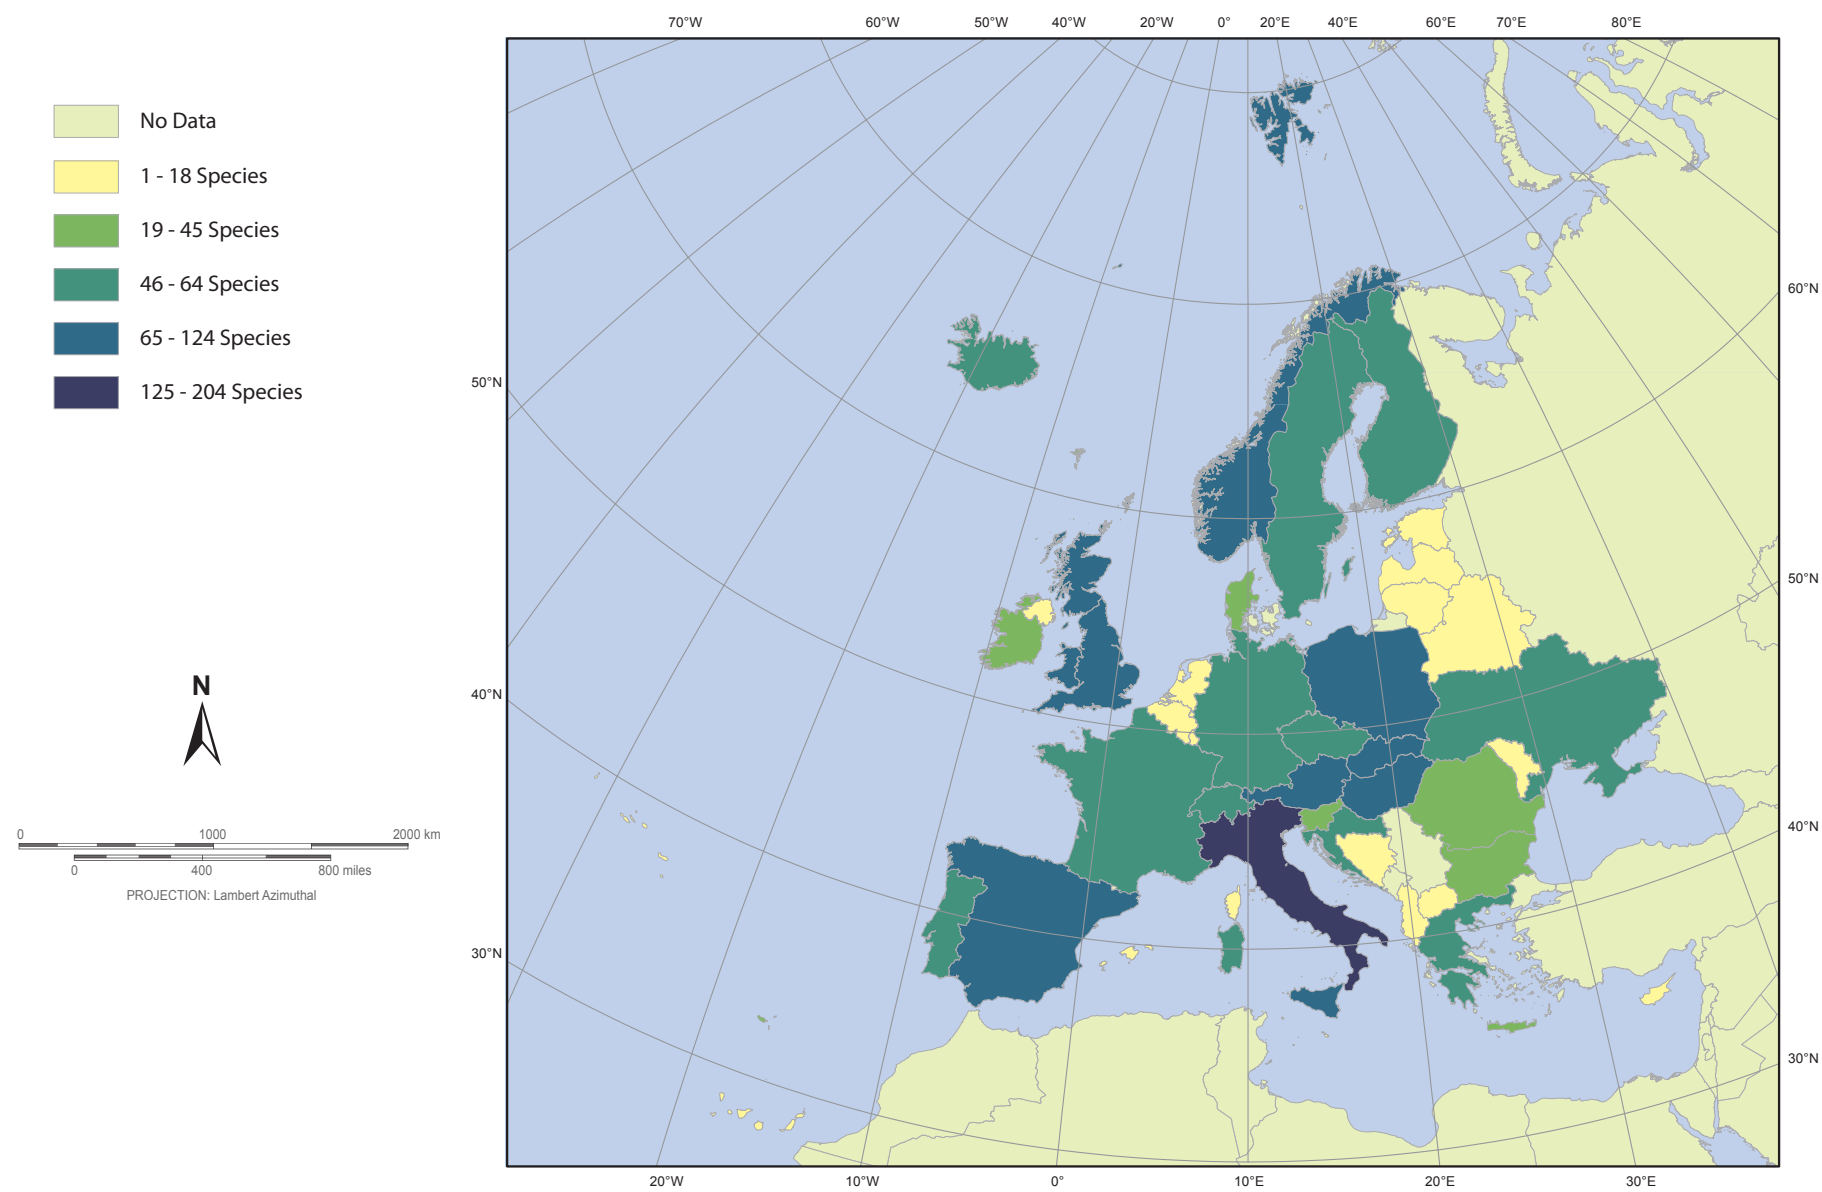 70°W 60°W 50°W 40°W 20°W 0° 20°E 40°E 60°E 70°E 80°E
No Data
1 - 18 Species
19 - 45 Species
46 - 64 Species
65 - 124 Species
125 - 204 Species
60°N
50°N
50°N
40°N
N
40°N
0 1000 2000 km
0 400 800 miles
PROJECTION: Lambert Azimuthal
30°N
30°N
20°W 10°W 0° 10°E 20°E 30°E